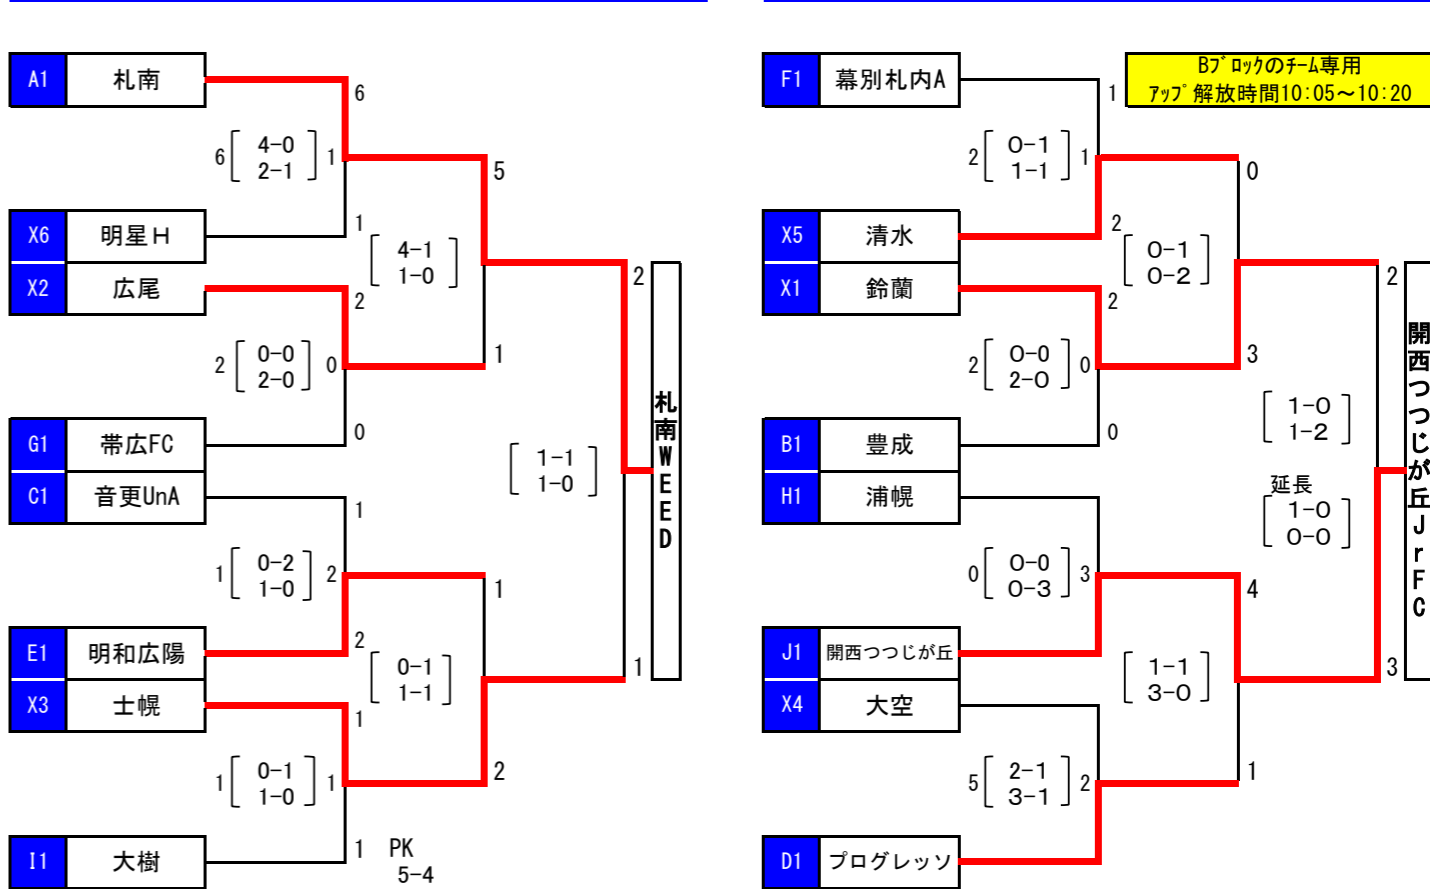 A1 札南
6
6 4-0 1
2-1
5
1
X6 明星H
4-1
1-0
X2 広尾
2
2
2 0-0 0
2-0
1
0
G1 帯広FC
1-1
1-0
C1 音更UnA
1
1 0-2 2
1-0
1
2
E1 明和広陽
0-1
1-1
1
X3 士幌
1
1 0-1 1
1-0
2
1 PK
5-4
I1 大樹
札南WEED
F1 幕別札内A
1
Bブロックのチーム専用
アップ解放時間10:05～10:20
2 0-1 1
1-1
0
2
X5 清水
0-1
0-2
X1 鈴蘭
2
2
2 0-0 0
2-0
3
0
B1 豊成
1-0
1-2
H1 浦幌
延長
1-0
0-0
0 0-0 3
0-3
4
J1 開西つつじが丘
1-1
3-0
3
X4 大空
5 2-1 2
3-1
1
D1 プログレッソ
開西つつじが丘JrFC